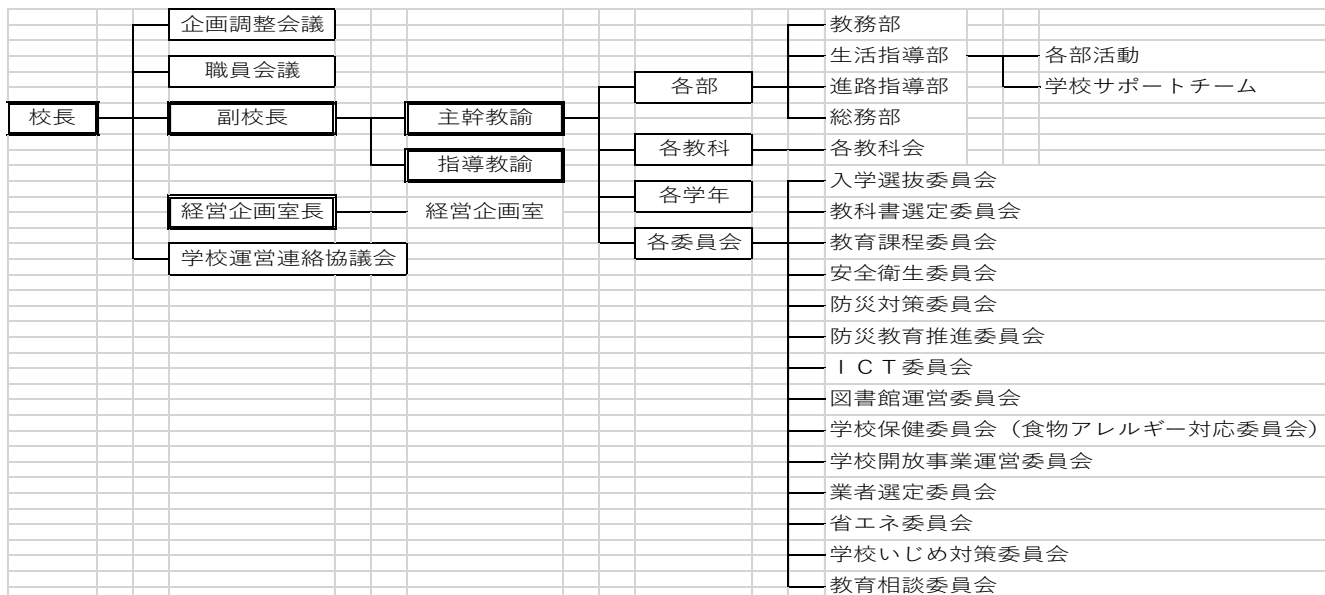 企画調整会議
教務部
生活指導部
各部活動
職員会議
各部
進路指導部
学校サポートチーム
校長
副校長
主幹教諭
総務部
各教科
各教科会
指導教諭
入学選抜委員会
各学年
経営企画室長
経営企画室
教科書選定委員会
各委員会
教育課程委員会
学校運営連絡協議会
安全衛生委員会
防災対策委員会
防災教育推進委員会
ＩＣＴ委員会
図書館運営委員会
学校保健委員会（食物アレルギー対応委員会）
学校開放事業運営委員会
業者選定委員会
省エネ委員会
学校いじめ対策委員会
教育相談委員会